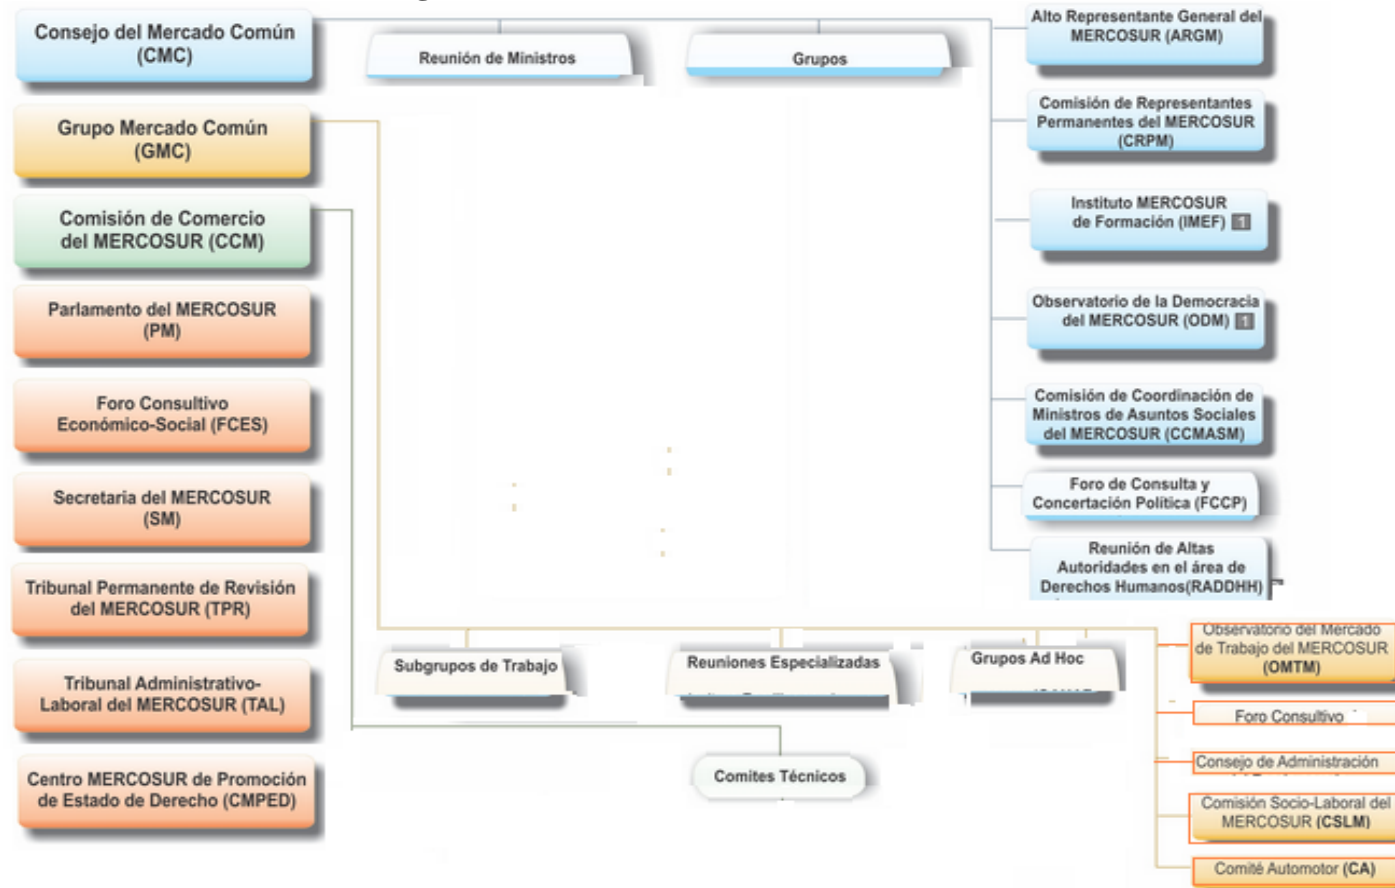 Consejo del Mercado Común
(CMC)
Grupo Mercado Común
(GMC)
Comisión de Comercio
del MERCOSUR (CCM)
Parlamento del MERCOSUR
(PM)
Foro Consultivo
Económico-Social (FCES)
Secretaria del MERCOSUR
(SM)
Tribunal Permanente de Revisión
del MERCOSUR (TPR)
Tribunal Administrativo-
Laboral del MERCOSUR (TAL)
Centro MERCOSUR de Promoción
de Estado de Derecho (CMPED)
Reunión de Ministros
Grupos
Alto Representante General del
MERCOSUR (ARGM)
Comisión de Representantes
Permanentes del MERCOSUR
(CRPM)
Instituto MERCOSUR
de Formación (IMEF) 1
Observatorio de la Democracia
del MERCOSUR (ODM) 1
Comisión de Coordinación de
Ministros de Asuntos Sociales
del MERCOSUR (CCMASM)
Foro de Consulta y
Concertación Política (FCCP)
Reunión de Altas
Autoridades en el área de
Derechos Humanos(RADDHH)
Subgrupos de Trabajo
Reuniones Especializadas
Grupos Ad Hoc
Comites Técnicos
Observatorio del Mercado
de Trabajo del MERCOSUR
(OMTM)
Foro Consultivo
Consejo de Administración
Comisión Socio-Laboral del
MERCOSUR (CSLM)
Comité Automotor (CA)